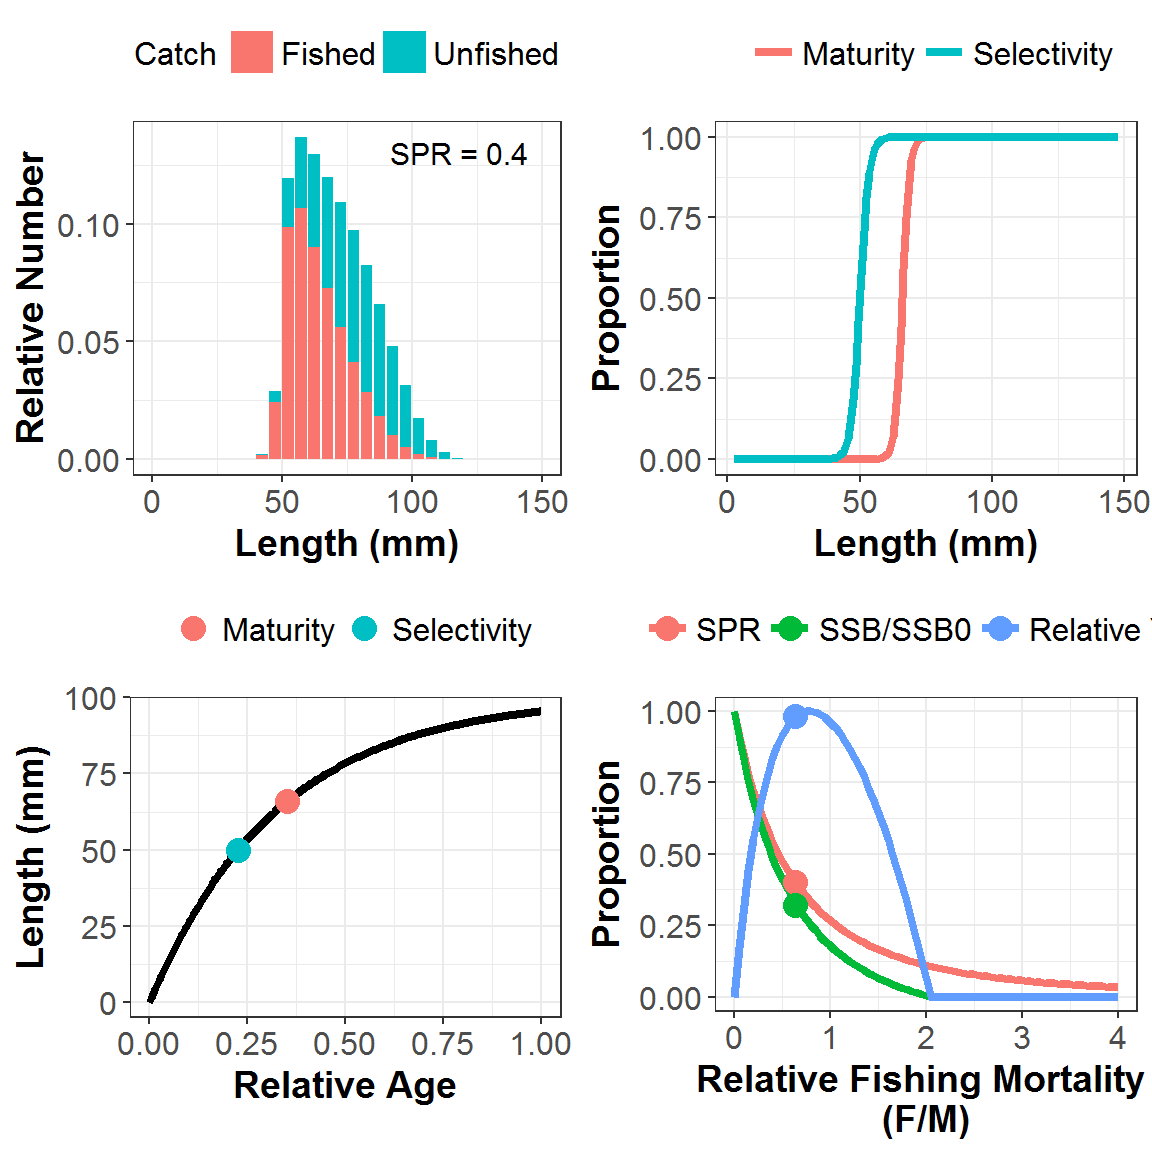 Catch Fished Unfished
SPR = 0.4
Relative Number
0.10
0.05
0.00
0 50 100 150
Length (mm)
Maturity Selectivity
Proportion
1.00
0.75
0.50
0.25
0.00
0 50 100 150
Length (mm)
Maturity Selectivity
Length (mm)
100
75
50
25
0
0.00 0.25 0.50 0.75 1.00
Relative Age
SPR SSB/SSB0 Relative
Proportion
1.00
0.75
0.50
0.25
0.00
0 1 2 3 4
Relative Fishing Mortality
(F/M)